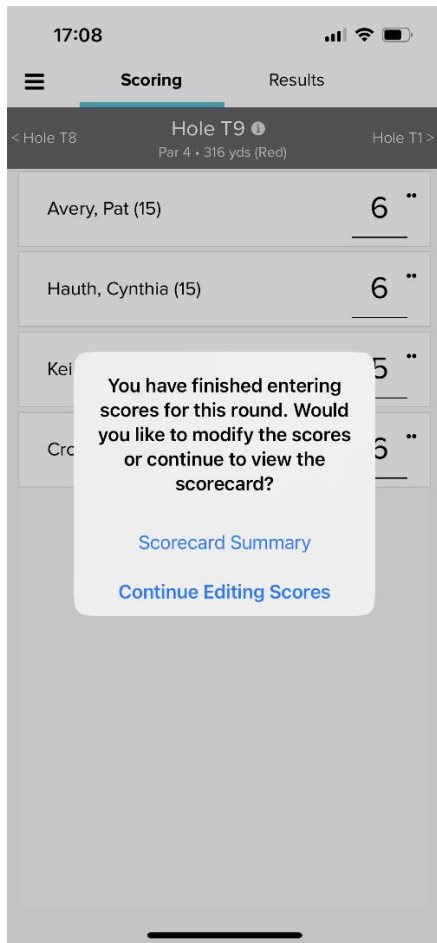 17:08
Scoring Results
< Hole T8 Hole T9 Hole T1 >
Par 4 • 316 yds (Red)
Avery, Pat (15) 6 ••
Hauth, Cynthia (15) 6 ••
Kei 5 ••
Cro 6 ••
You have finished entering
scores for this round. Would
you like to modify the scores
or continue to view the
scorecard?
Scorecard Summary
Continue Editing Scores